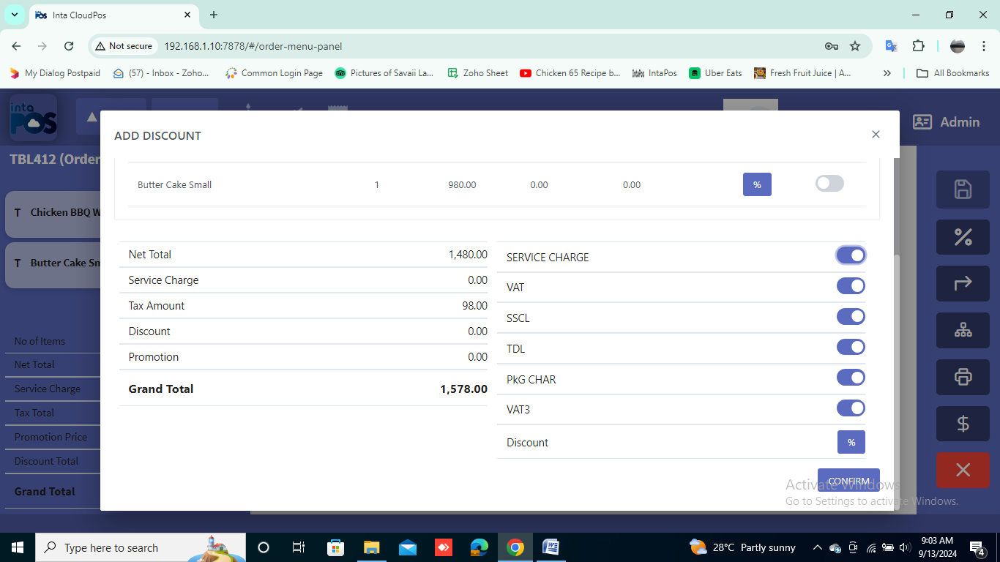 Inta CloudPos
Not secure 192.168.1.10:7878/#/order-menu-panel
My Dialog Postpaid (57) - Inbox - Zoho... Common Login Page Pictures of Savaii La... Zoho Sheet Chicken 65 Recipe b... IntaPos Uber Eats Fresh Fruit Juice | A... » All Bookmarks
inta POS
Admin
ADD DISCOUNT
TBL412 (Order
Butter Cake Small 1 980.00 0.00 0.00 %
T Chicken BBQ W
T Butter Cake Sm
Net Total 1,480.00
Service Charge 0.00
Tax Amount 98.00
Discount 0.00
Promotion 0.00
Grand Total 1,578.00
SERVICE CHARGE
VAT
SSCL
TDL
PkG CHAR
VAT3
Discount %
CONFIRM
No of Items
Net Total
Service Charge
Tax Total
Promotion Price
Discount Total
Grand Total
Activate Windows
Go to Settings to activate Windows.
Type here to search
28°C Partly sunny
9:03 AM
9/13/2024
4